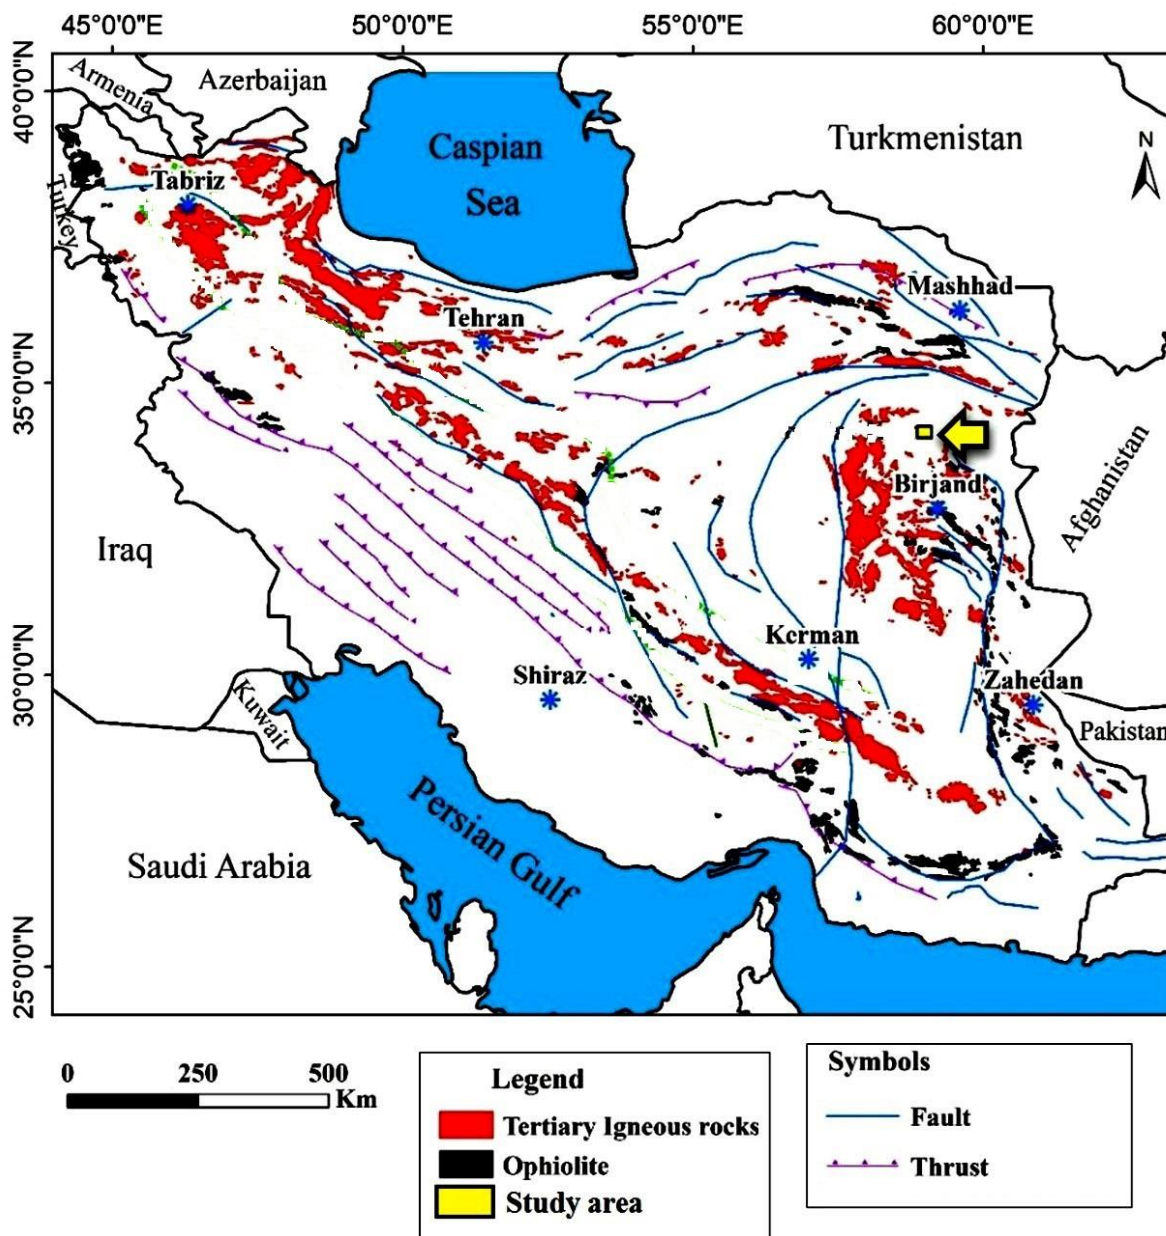 45°0'0"E 50°0'0"E 55°0'0"E 60°0'0"E
40°0'0"N
35°0'0"N
30°0'0"N
25°0'0"N
Armenia
Azerbaijan
Turkey
Tabriz
Caspian
Sea
Turkmenistan
N
Mashhad
Tehran
Birjand
Afghanistan
Iraq
Kerman
Shiraz
Zahedan
Kuwait
Pakistan
Persian Gulf
Saudi Arabia
0 250 500
Km
Legend
Tertiary Igneous rocks
Ophiolite
Study area
Symbols
Fault
Thrust